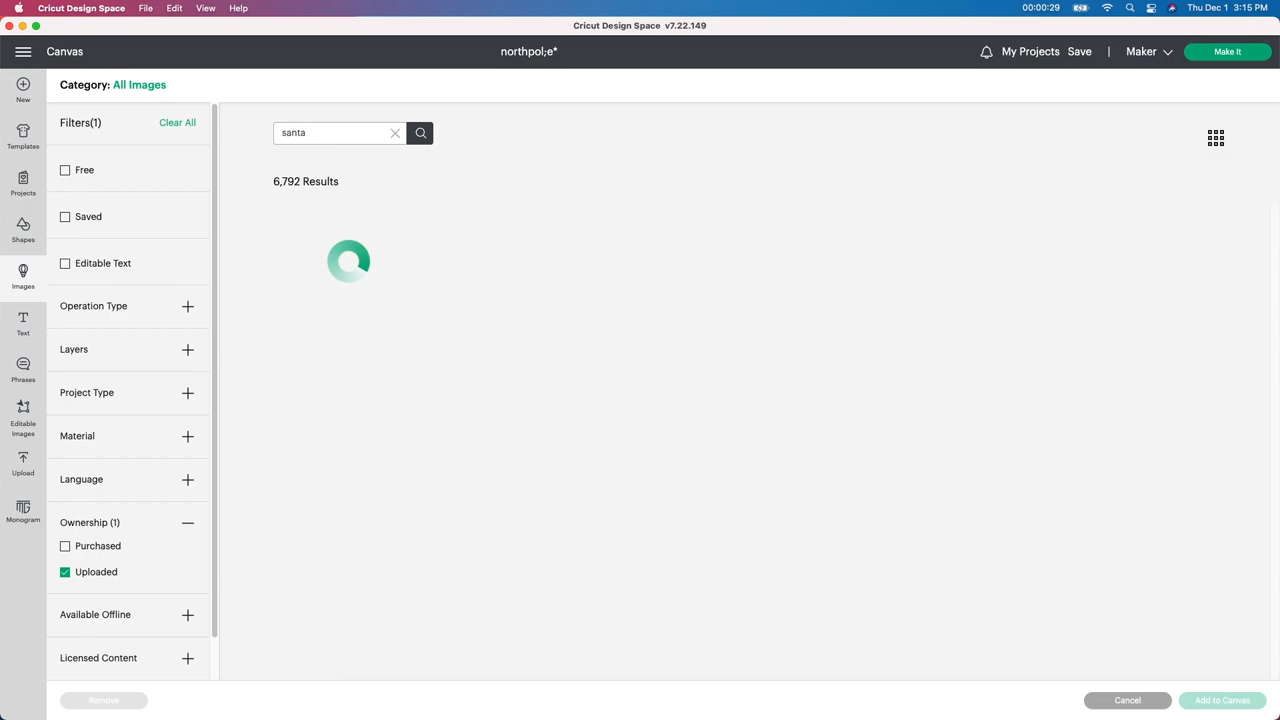 Cricut Design Space File Edit View Help 00:00:29 Thu Dec 1 3:15 PM
Cricut Design Space v7.22.149
Canvas northpol;e* My Projects Save | Maker Make It
Category: All Images
New
Templates
Projects
Shapes
Images
Text
Phrases
Editable
Images
Upload
Monogram
Filters(1) Clear All
Free
Saved
Editable Text
Operation Type
Layers
Project Type
Material
Language
Ownership (1)
Purchased
Uploaded
Available Offline
Licensed Content
santa
6,792 Results
Remove Cancel Add to Canvas